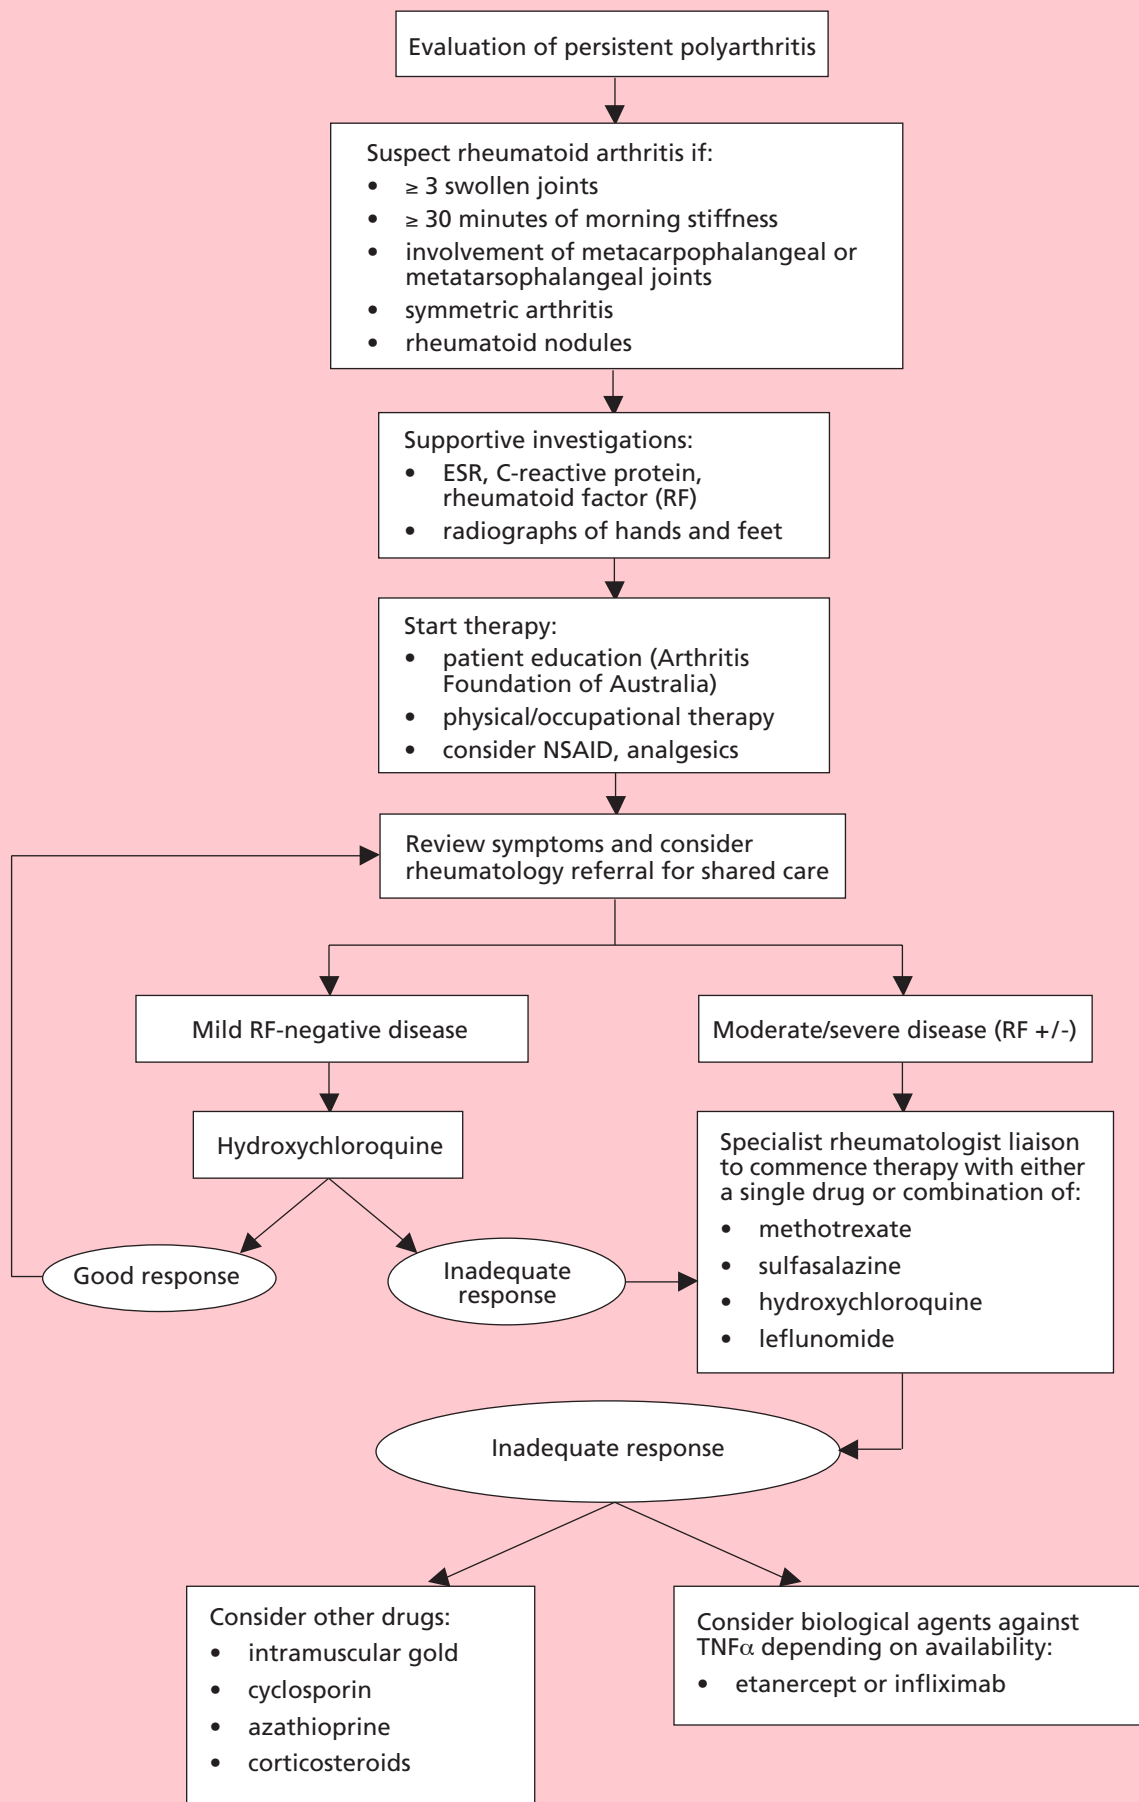 Evaluation of persistent polyarthritis
Suspect rheumatoid arthritis if:
• ≥ 3 swollen joints
• ≥ 30 minutes of morning stiffness
• involvement of metacarpophalangeal or
metatarsophalangeal joints
• symmetric arthritis
• rheumatoid nodules
Supportive investigations:
• ESR, C-reactive protein,
rheumatoid factor (RF)
• radiographs of hands and feet
Start therapy:
• patient education (Arthritis
Foundation of Australia)
• physical/occupational therapy
• consider NSAID, analgesics
Review symptoms and consider
rheumatology referral for shared care
Mild RF-negative disease
Moderate/severe disease (RF +/-)
Hydroxychloroquine
Specialist rheumatologist liaison
to commence therapy with either
a single drug or combination of:
• methotrexate
• sulfasalazine
• hydroxychloroquine
• leflunomide
Good response
Inadequate
response
Inadequate response
Consider other drugs:
• intramuscular gold
• cyclosporin
• azathioprine
• corticosteroids
Consider biological agents against
TNFα depending on availability:
• etanercept or infliximab